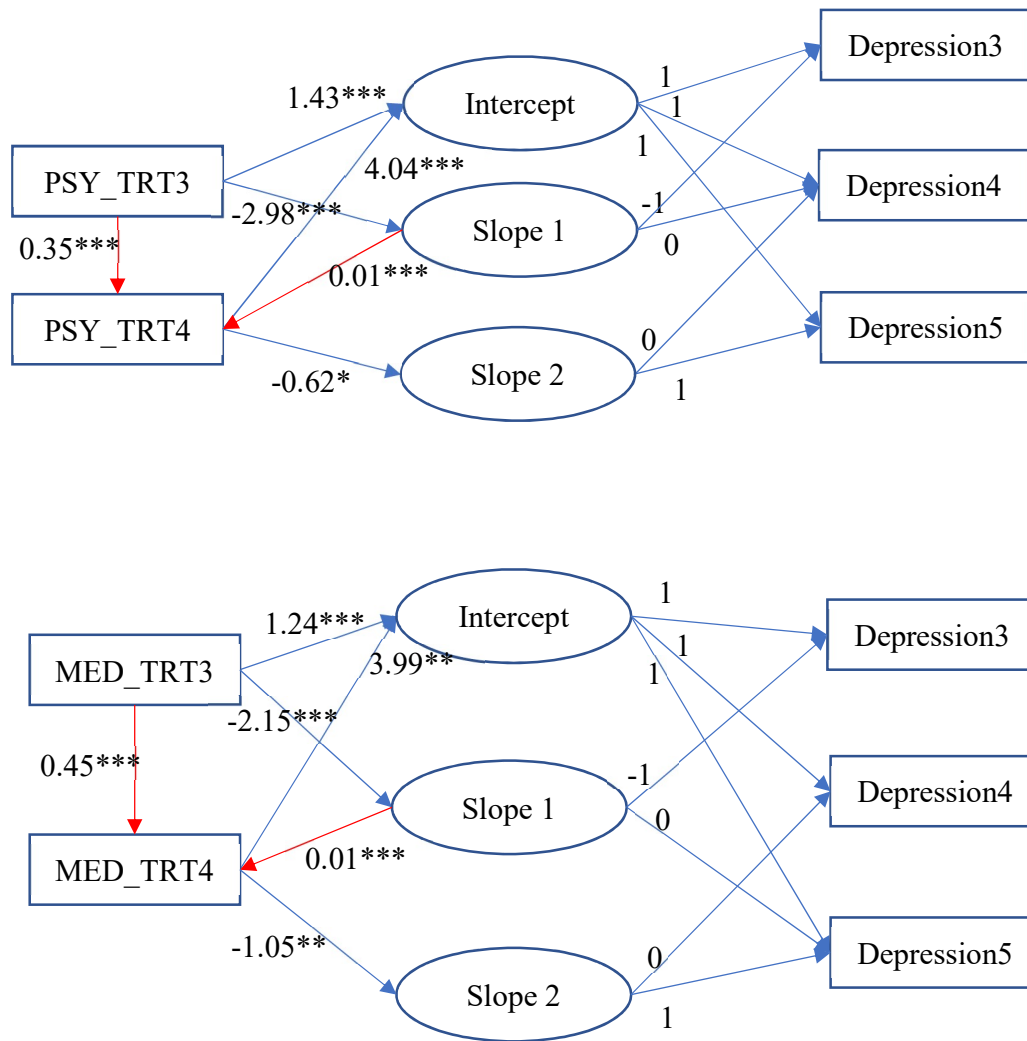 Depression3
1
1.43***
Intercept
1
1
4.04***
PSY_TRT3
Depression4
-1
-2.98***
Slope 1
0
0.35***
0.01***
PSY_TRT4
Depression5
0
Slope 2
-0.62*
1
1
Intercept
1.24***
Depression3
1
MED_TRT3
3.99**
1
-2.15***
0.45***
-1
Depression4
Slope 1
0
0.01***
MED_TRT4
-1.05**
Depression5
0
Slope 2
1